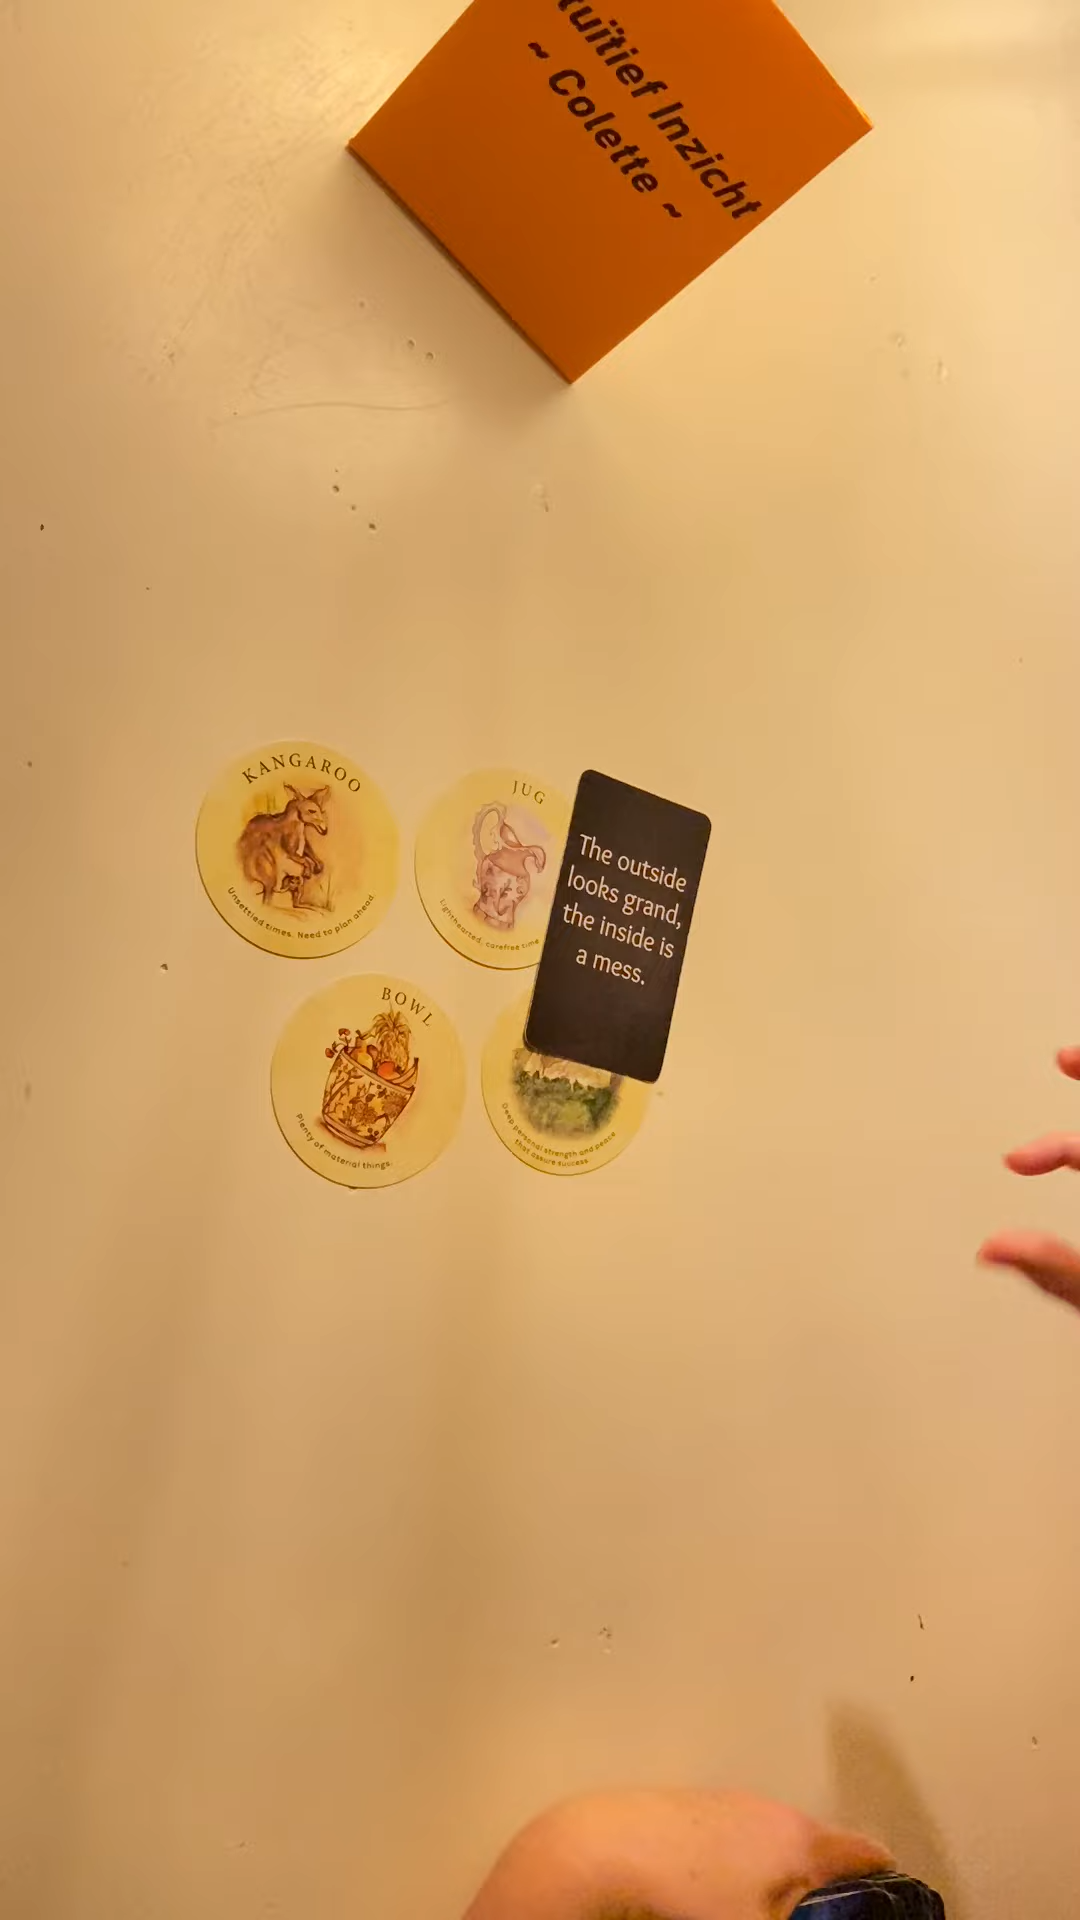 tuïtief Inzicht
~ Colette ~
KANGAROO
Unsettled times. Need to plan ahead.
JUG
Lighthearted, carefree time
The outside
looks grand,
the inside is
a mess.
BOWL
Plenty of material things.
Deep personal strength and peace
that assure success.